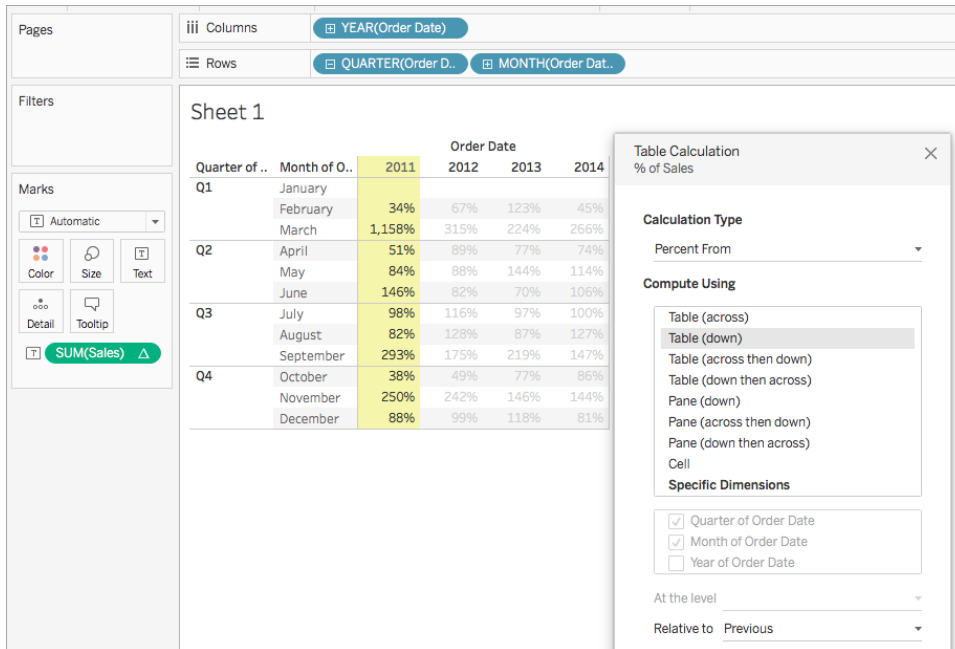 Pages
Columns
YEAR(Order Date)
Rows
QUARTER(Order D..
MONTH(Order Dat..
Filters
Marks
T Automatic
Color
Size
T
Text
Detail
Tooltip
T SUM(Sales) Δ
Sheet 1
Order Date
Quarter of .. Month of O.. 2011 2012 2013 2014
Q1 January
February 34% 67% 123% 45%
March 1,158% 315% 224% 266%
Q2 April 51% 89% 77% 74%
May 84% 88% 144% 114%
June 146% 82% 70% 106%
Q3 July 98% 116% 97% 100%
August 82% 128% 87% 127%
September 293% 175% 219% 147%
Q4 October 38% 49% 77% 86%
November 250% 242% 146% 144%
December 88% 99% 118% 81%
Table Calculation
% of Sales
Calculation Type
Percent From
Compute Using
Table (across)
Table (down)
Table (across then down)
Table (down then across)
Pane (down)
Pane (across then down)
Pane (down then across)
Cell
Specific Dimensions
Quarter of Order Date
Month of Order Date
Year of Order Date
At the level
Relative to Previous